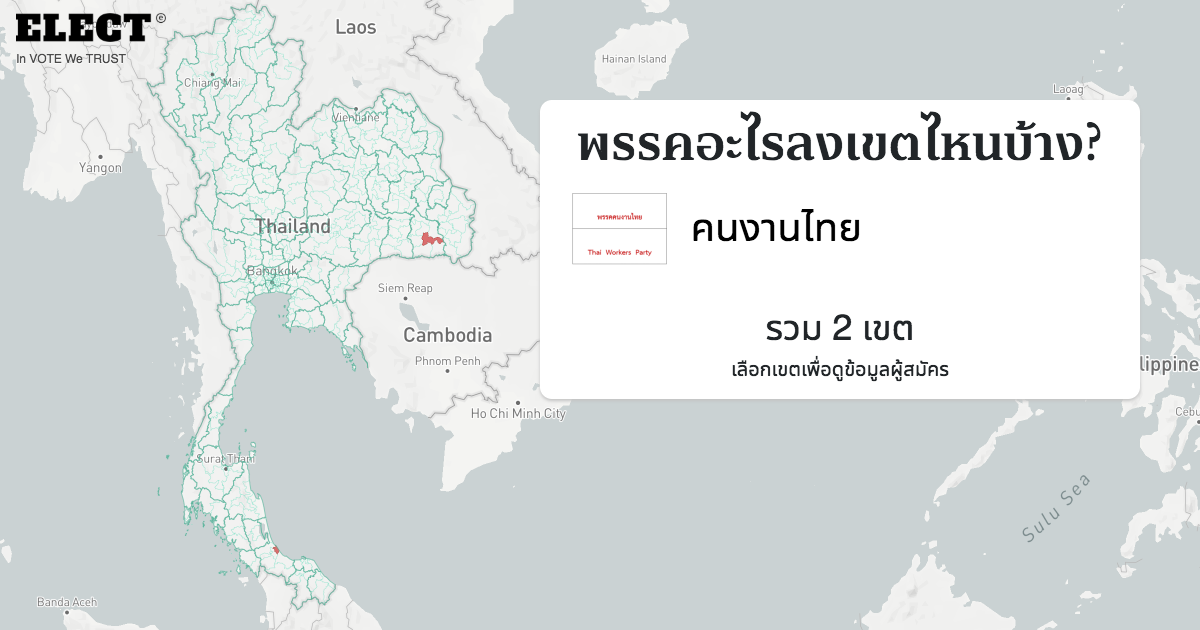 ELECT ⓔ
In VOTE We TRUST
Laos
Hainan Island
Chiang Mai
Laoag
Vientiane
Yangon
Thailand
Bangkok
Siem Reap
Cambodia
Phnom Penh
Ho Chi Minh City
Surat Thani
Banda Aceh
พรรคอะไรลงเขตไหนบ้าง?
พรรคคนงานไทย
Thai Workers Party
คนงานไทย
รวม 2 เขต
เลือกเขตเพื่อดูข้อมูลผู้สมัคร
lippine
Cebu
Sulu Sea